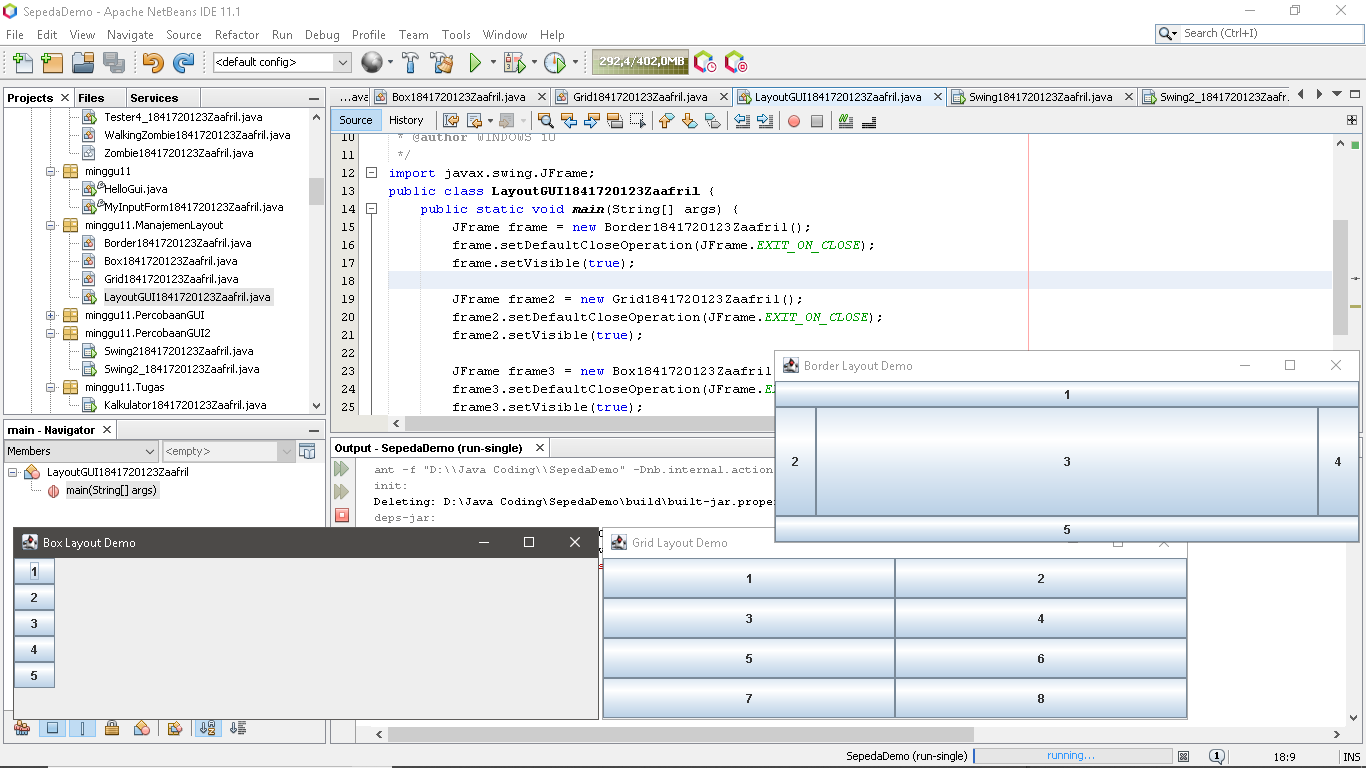 SepedaDemo - Apache NetBeans IDE 11.1
File Edit View Navigate Source Refactor Run Debug Profile Team Tools Window Help
Search (Ctrl+I)
<default config>
292,4/402,0MB
Projects Files Services
Tester4_1841720123Zaafril.java
WalkingZombie1841720123Zaafril.java
Zombie1841720123Zaafril.java
minggu11
HelloGui.java
MyInputForm1841720123Zaafril.java
minggu11.ManajemenLayout
Border1841720123Zaafril.java
Box1841720123Zaafril.java
Grid1841720123Zaafril.java
LayoutGUI1841720123Zaafril.java
minggu11.PercobaanGUI
minggu11.PercobaanGUI2
Swing21841720123Zaafril.java
Swing2_1841720123Zaafril.java
minggu11.Tugas
Kalkulator1841720123Zaafril.java
...ava Box1841720123Zaafril.java Grid1841720123Zaafril.java LayoutGUI1841720123Zaafril.java Swing1841720123Zaafril.java Swing2_1841720123Zaafr...
Source History
10 * @author WINDOWS 10
11 */
12 import javax.swing.JFrame;
13 public class LayoutGUI1841720123Zaafril {
14 public static void main(String[] args) {
15 JFrame frame = new Border1841720123Zaafril();
16 frame.setDefaultCloseOperation(JFrame.EXIT_ON_CLOSE);
17 frame.setVisible(true);
18
19 JFrame frame2 = new Grid1841720123Zaafril();
20 frame2.setDefaultCloseOperation(JFrame.EXIT_ON_CLOSE);
21 frame2.setVisible(true);
22
23 JFrame frame3 = new Box1841720123Zaafril
24 frame3.setDefaultCloseOperation(JFrame.E
25 frame3.setVisible(true);
main - Navigator
Members <empty>
LayoutGUI1841720123Zaafril
main(String[] args)
Output - SepedaDemo (run-single)
ant -f "D:\\Java Coding\\SepedaDemo" -Dnb.internal.action
init:
Deleting: D:\Java Coding\SepedaDemo\build\built-jar.prope
deps-jar:
Border Layout Demo
1
2 3 4
5
Box Layout Demo
1
2
3
4
5
Grid Layout Demo
1 2
3 4
5 6
7 8
SepedaDemo (run-single) running... 1 18:9 INS